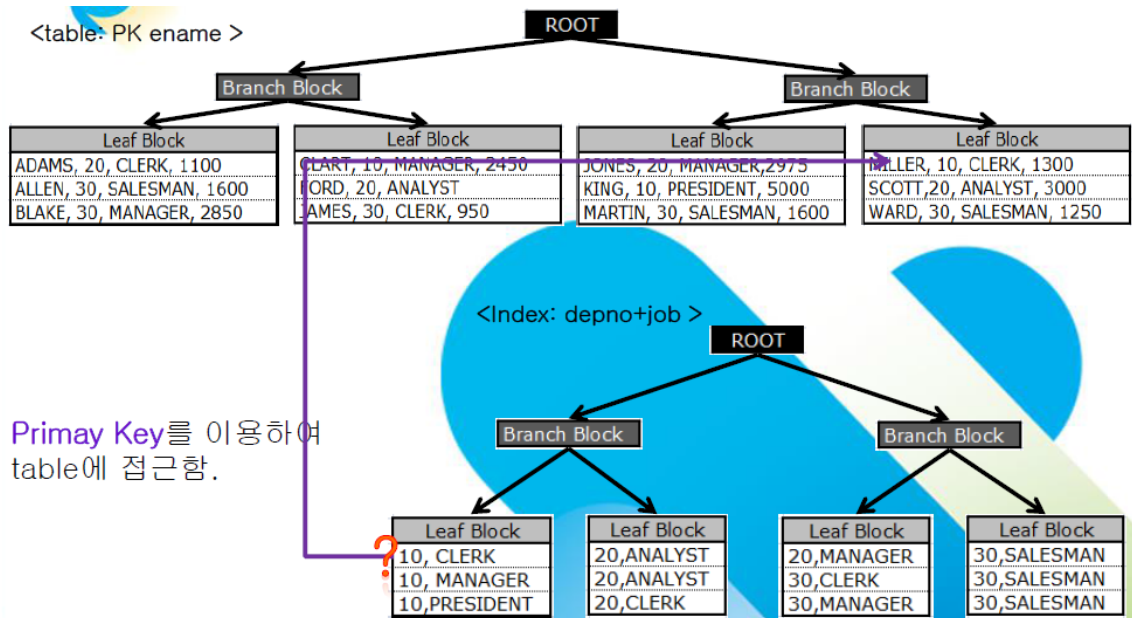 <table: PK ename >
ROOT
Branch Block
Branch Block
Leaf Block
ADAMS, 20, CLERK, 1100
ALLEN, 30, SALESMAN, 1600
BLAKE, 30, MANAGER, 2850
Leaf Block
CLART, 10, MANAGER, 2450
FORD, 20, ANALYST
JAMES, 30, CLERK, 950
Leaf Block
JONES, 20, MANAGER,2975
KING, 10, PRESIDENT, 5000
MARTIN, 30, SALESMAN, 1600
Leaf Block
MILLER, 10, CLERK, 1300
SCOTT,20, ANALYST, 3000
WARD, 30, SALESMAN, 1250
<Index: depno+job >
ROOT
Branch Block
Branch Block
Primay Key를 이용하여
table에 접근함.
?
Leaf Block
10, CLERK
10, MANAGER
10,PRESIDENT
Leaf Block
20,ANALYST
20,ANALYST
20,CLERK
Leaf Block
20,MANAGER
30,CLERK
30,MANAGER
Leaf Block
30,SALESMAN
30,SALESMAN
30,SALESMAN